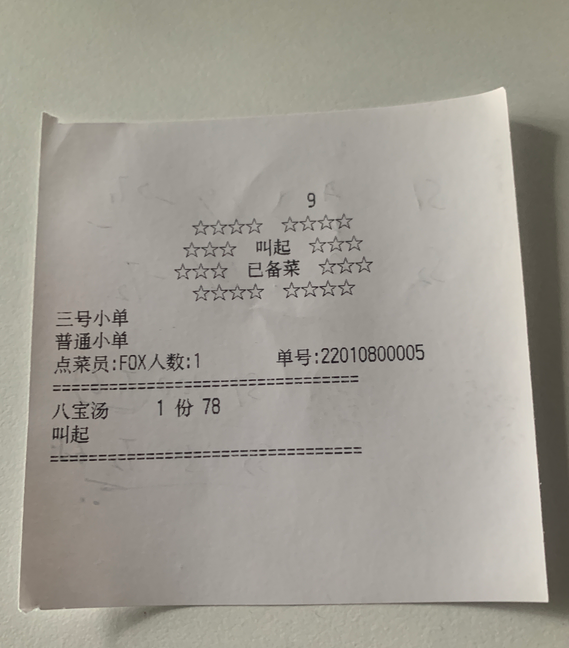 9
☆☆☆☆ ☆☆☆☆
☆☆☆ 叫起 ☆☆☆
☆☆☆ 已备菜 ☆☆☆
☆☆☆☆ ☆☆☆☆
三号小单
普通小单
点菜员:FOX人数:1 单号:22010800005
================================
八宝汤 1 份 78
叫起
================================